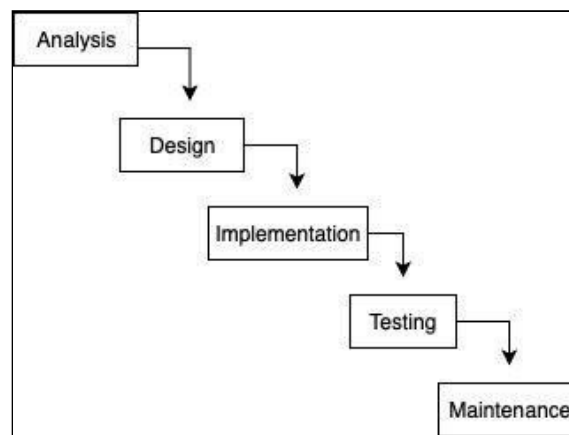 Analysis
Design
Implementation
Testing
Maintenance